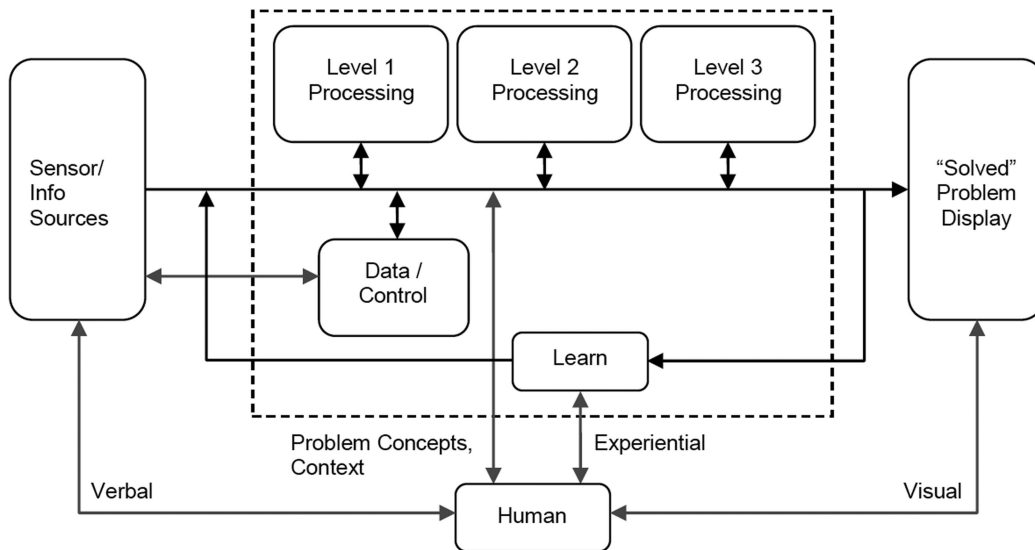 Level 1
Processing
Level 2
Processing
Level 3
Processing
Sensor/
Info
Sources
“Solved”
Problem
Display
Data /
Control
Learn
Problem Concepts,
Context
Experiential
Verbal
Visual
Human